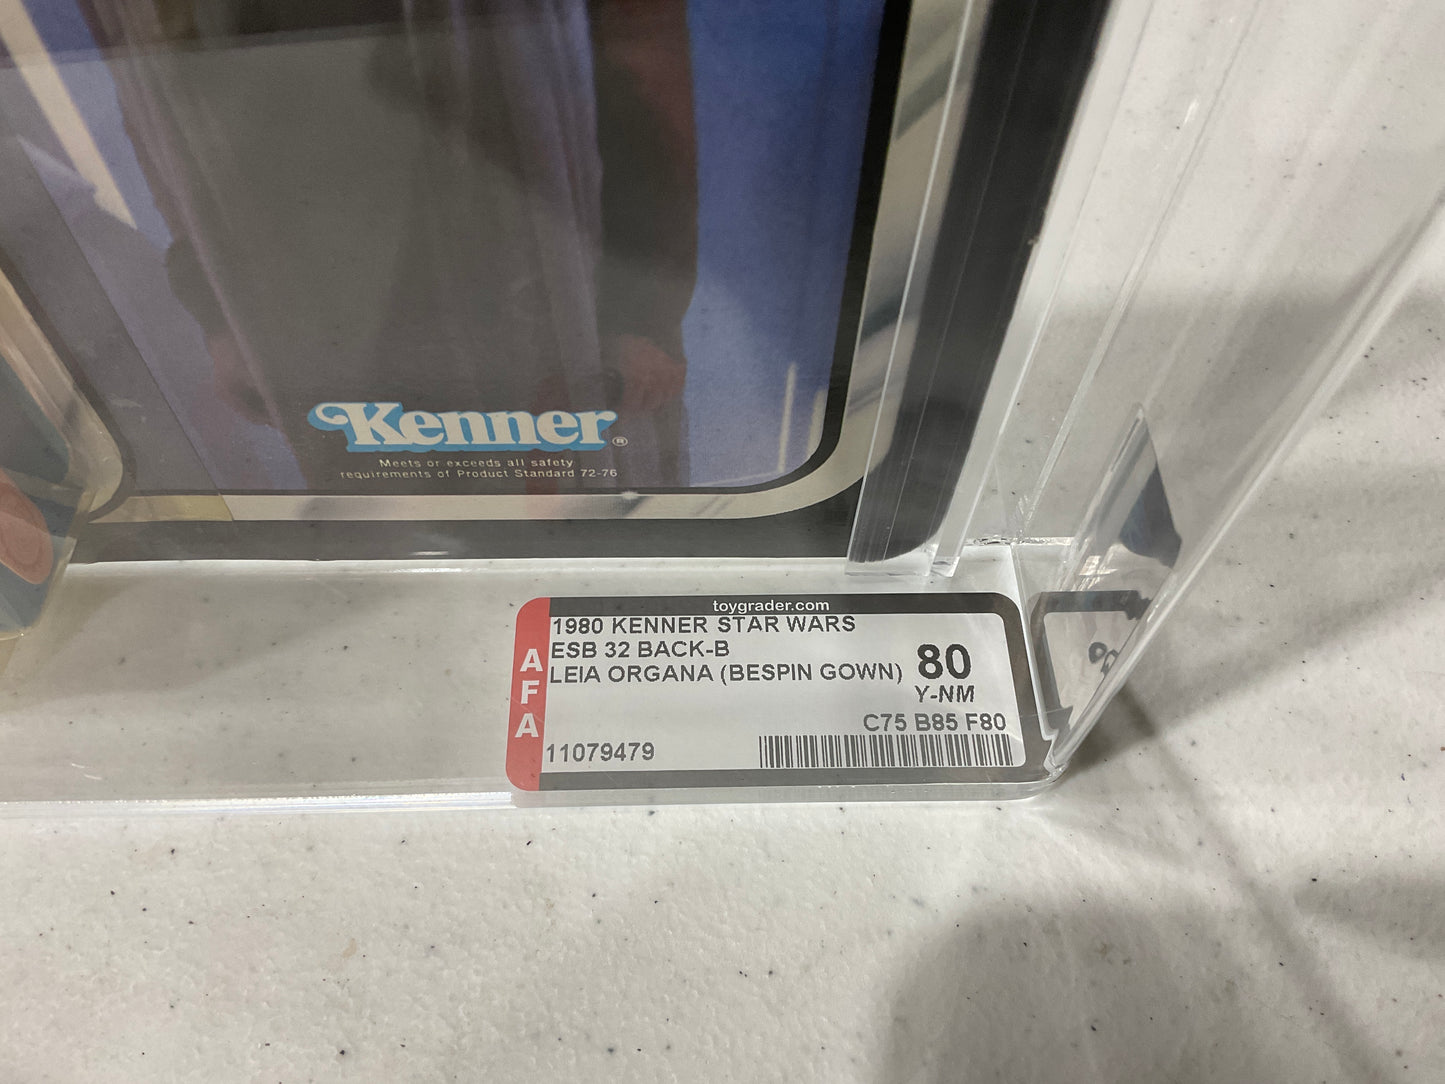 Kenner®
Meets or exceeds all safety
requirements of Product Standard 72-76
toygrader.com
AFA
1980 KENNER STAR WARS
ESB 32 BACK-B
LEIA ORGANA (BESPIN GOWN)
80
Y-NM
C75 B85 F80
11079479